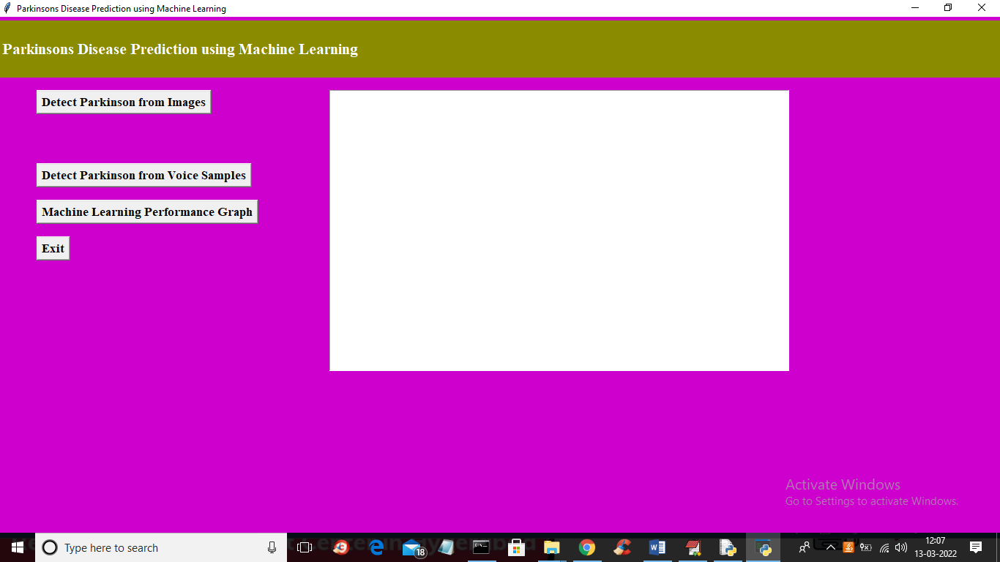 Parkinsons Disease Prediction using Machine Learning
Parkinsons Disease Prediction using Machine Learning
Detect Parkinson from Images
Detect Parkinson from Voice Samples
Machine Learning Performance Graph
Exit
Activate Windows
Go to Settings to activate Windows.
Type here to search
18
12:07
13-03-2022